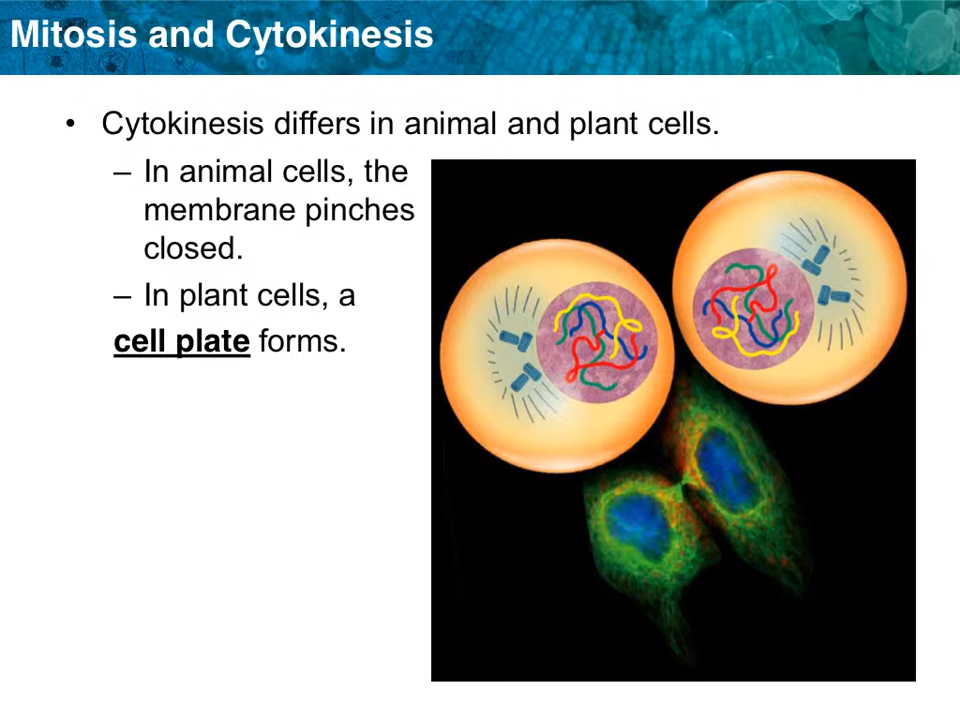 Mitosis and Cytokinesis
• Cytokinesis differs in animal and plant cells.
– In animal cells, the
membrane pinches
closed.
– In plant cells, a
cell plate forms.